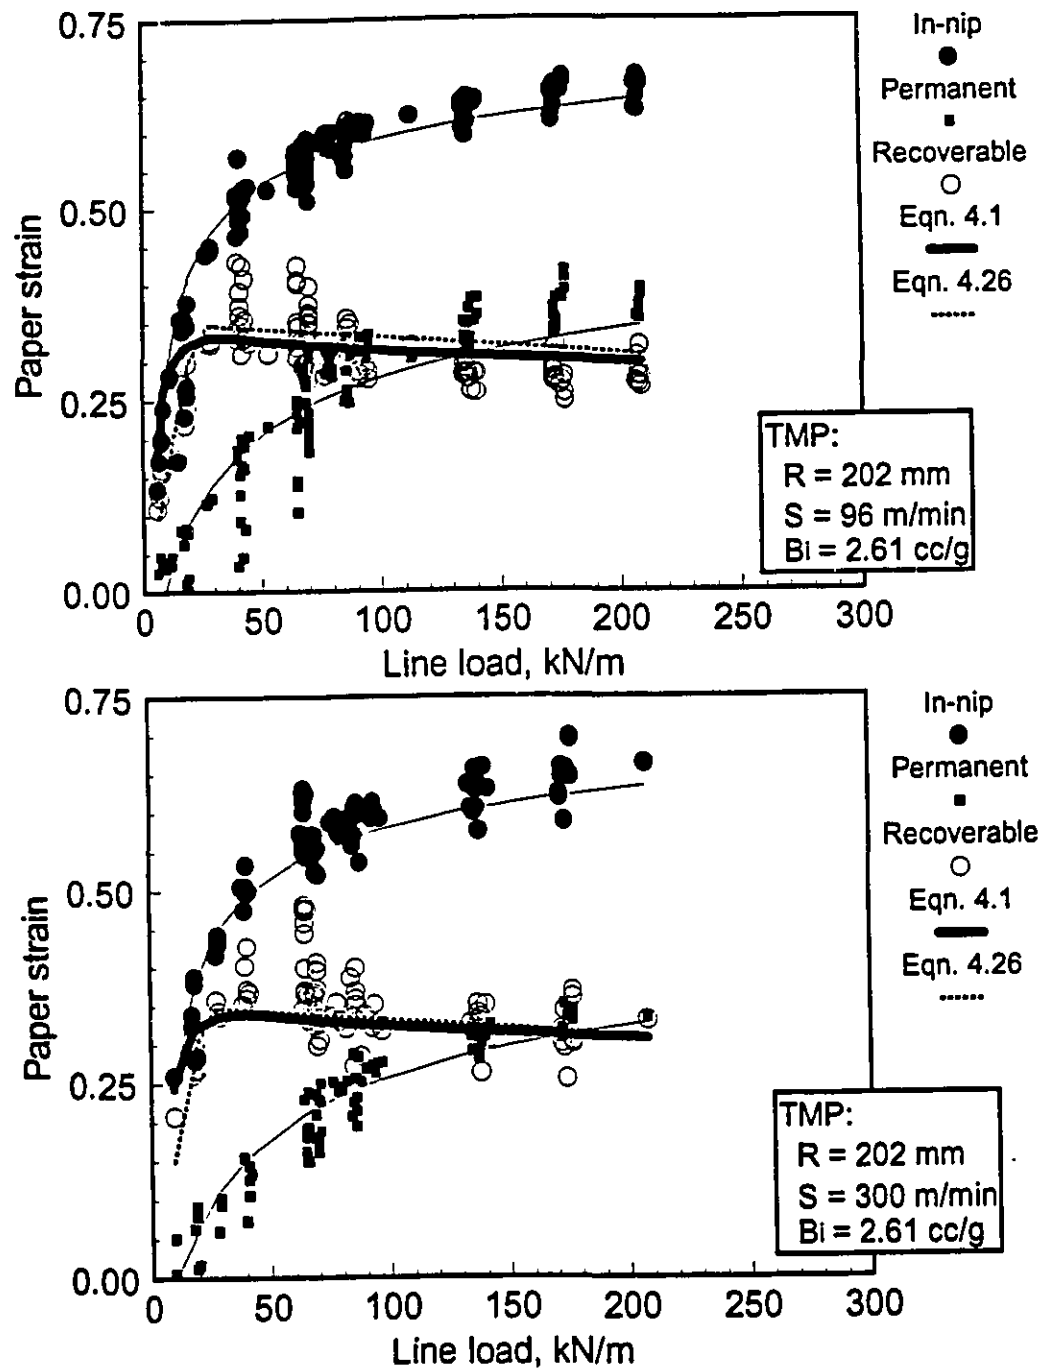 0.75
0.50
0.25
0.00
Paper strain
0
50
100
150
200
250
300
Line load, kN/m
In-nip
Permanent
Recoverable
Eqn. 4.1
Eqn. 4.26
TMP:
R = 202 mm
S = 96 m/min
Bi = 2.61 cc/g
0.75
0.50
0.25
0.00
Paper strain
0
50
100
150
200
250
300
Line load, kN/m
In-nip
Permanent
Recoverable
Eqn. 4.1
Eqn. 4.26
TMP:
R = 202 mm
S = 300 m/min
Bi = 2.61 cc/g